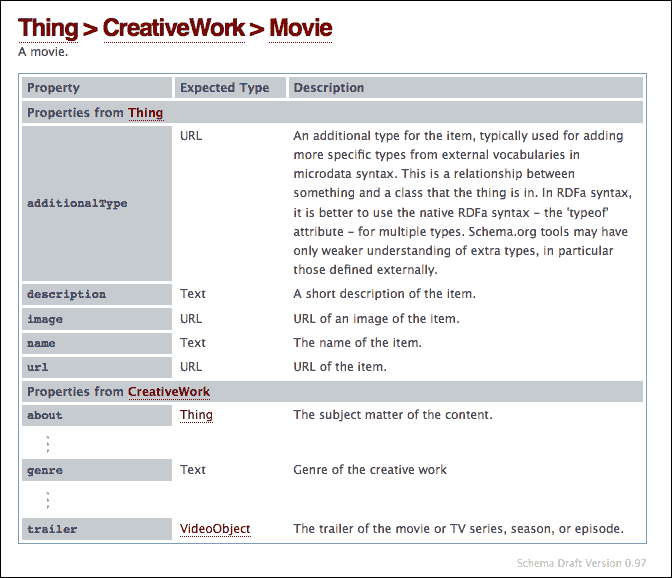 Thing > CreativeWork > Movie
A movie.
Property Expected Type Description
Properties from Thing
additionalType URL An additional type for the item, typically used for adding
more specific types from external vocabularies in
microdata syntax. This is a relationship between
something and a class that the thing is in. In RDFa syntax,
it is better to use the native RDFa syntax - the 'typeof'
attribute - for multiple types. Schema.org tools may have
only weaker understanding of extra types, in particular
those defined externally.
description Text A short description of the item.
image URL URL of an image of the item.
name Text The name of the item.
url URL URL of the item.
Properties from CreativeWork
about Thing The subject matter of the content.
genre Text Genre of the creative work
trailer VideoObject The trailer of the movie or TV series, season, or episode.
Schema Draft Version 0.97